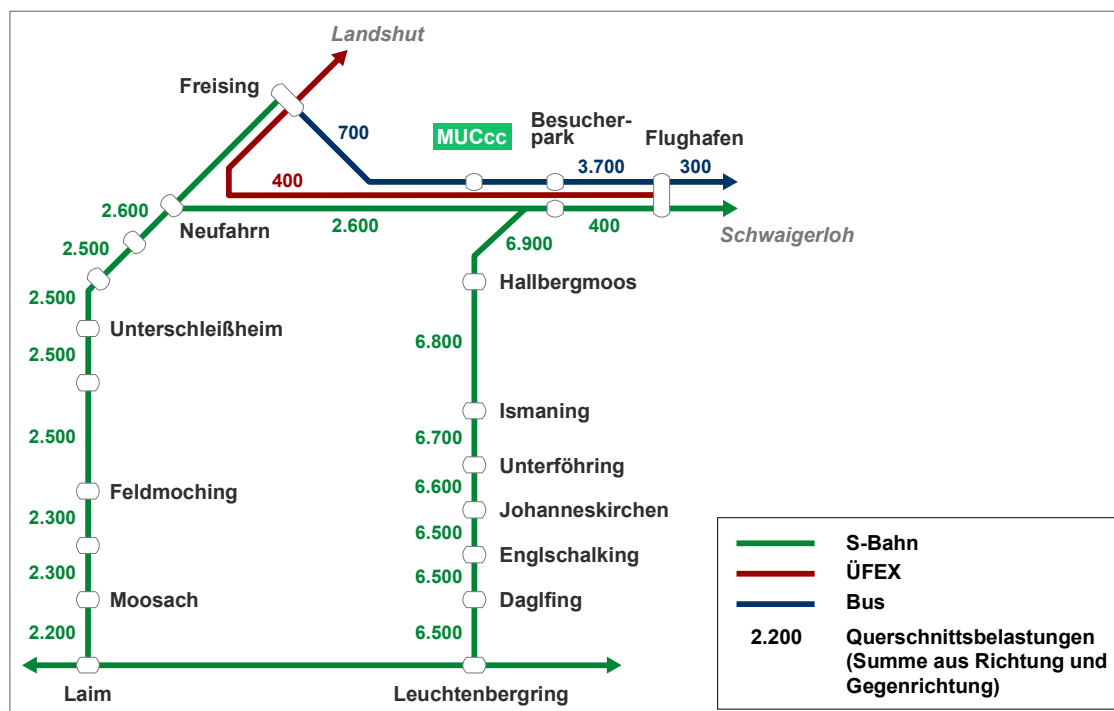 Landshut
Freising
700
MUCcc
Besucher-
park
Flughafen
3.700
300
400
2.600
Neufahrn
2.600
400
Schwaigerloh
2.500
6.900
2.500
Hallbergmoos
Unterschleißheim
2.500
6.800
Ismaning
2.500
6.700
Unterföhring
Feldmoching
6.600
2.300
Johanneskirchen
6.500
Englschalking
2.300
6.500
Moosach
Daglfing
2.200
6.500
Laim
Leuchtenbergring
S-Bahn
ÜFEX
Bus
2.200
Querschnittsbelastungen
(Summe aus Richtung und
Gegenrichtung)